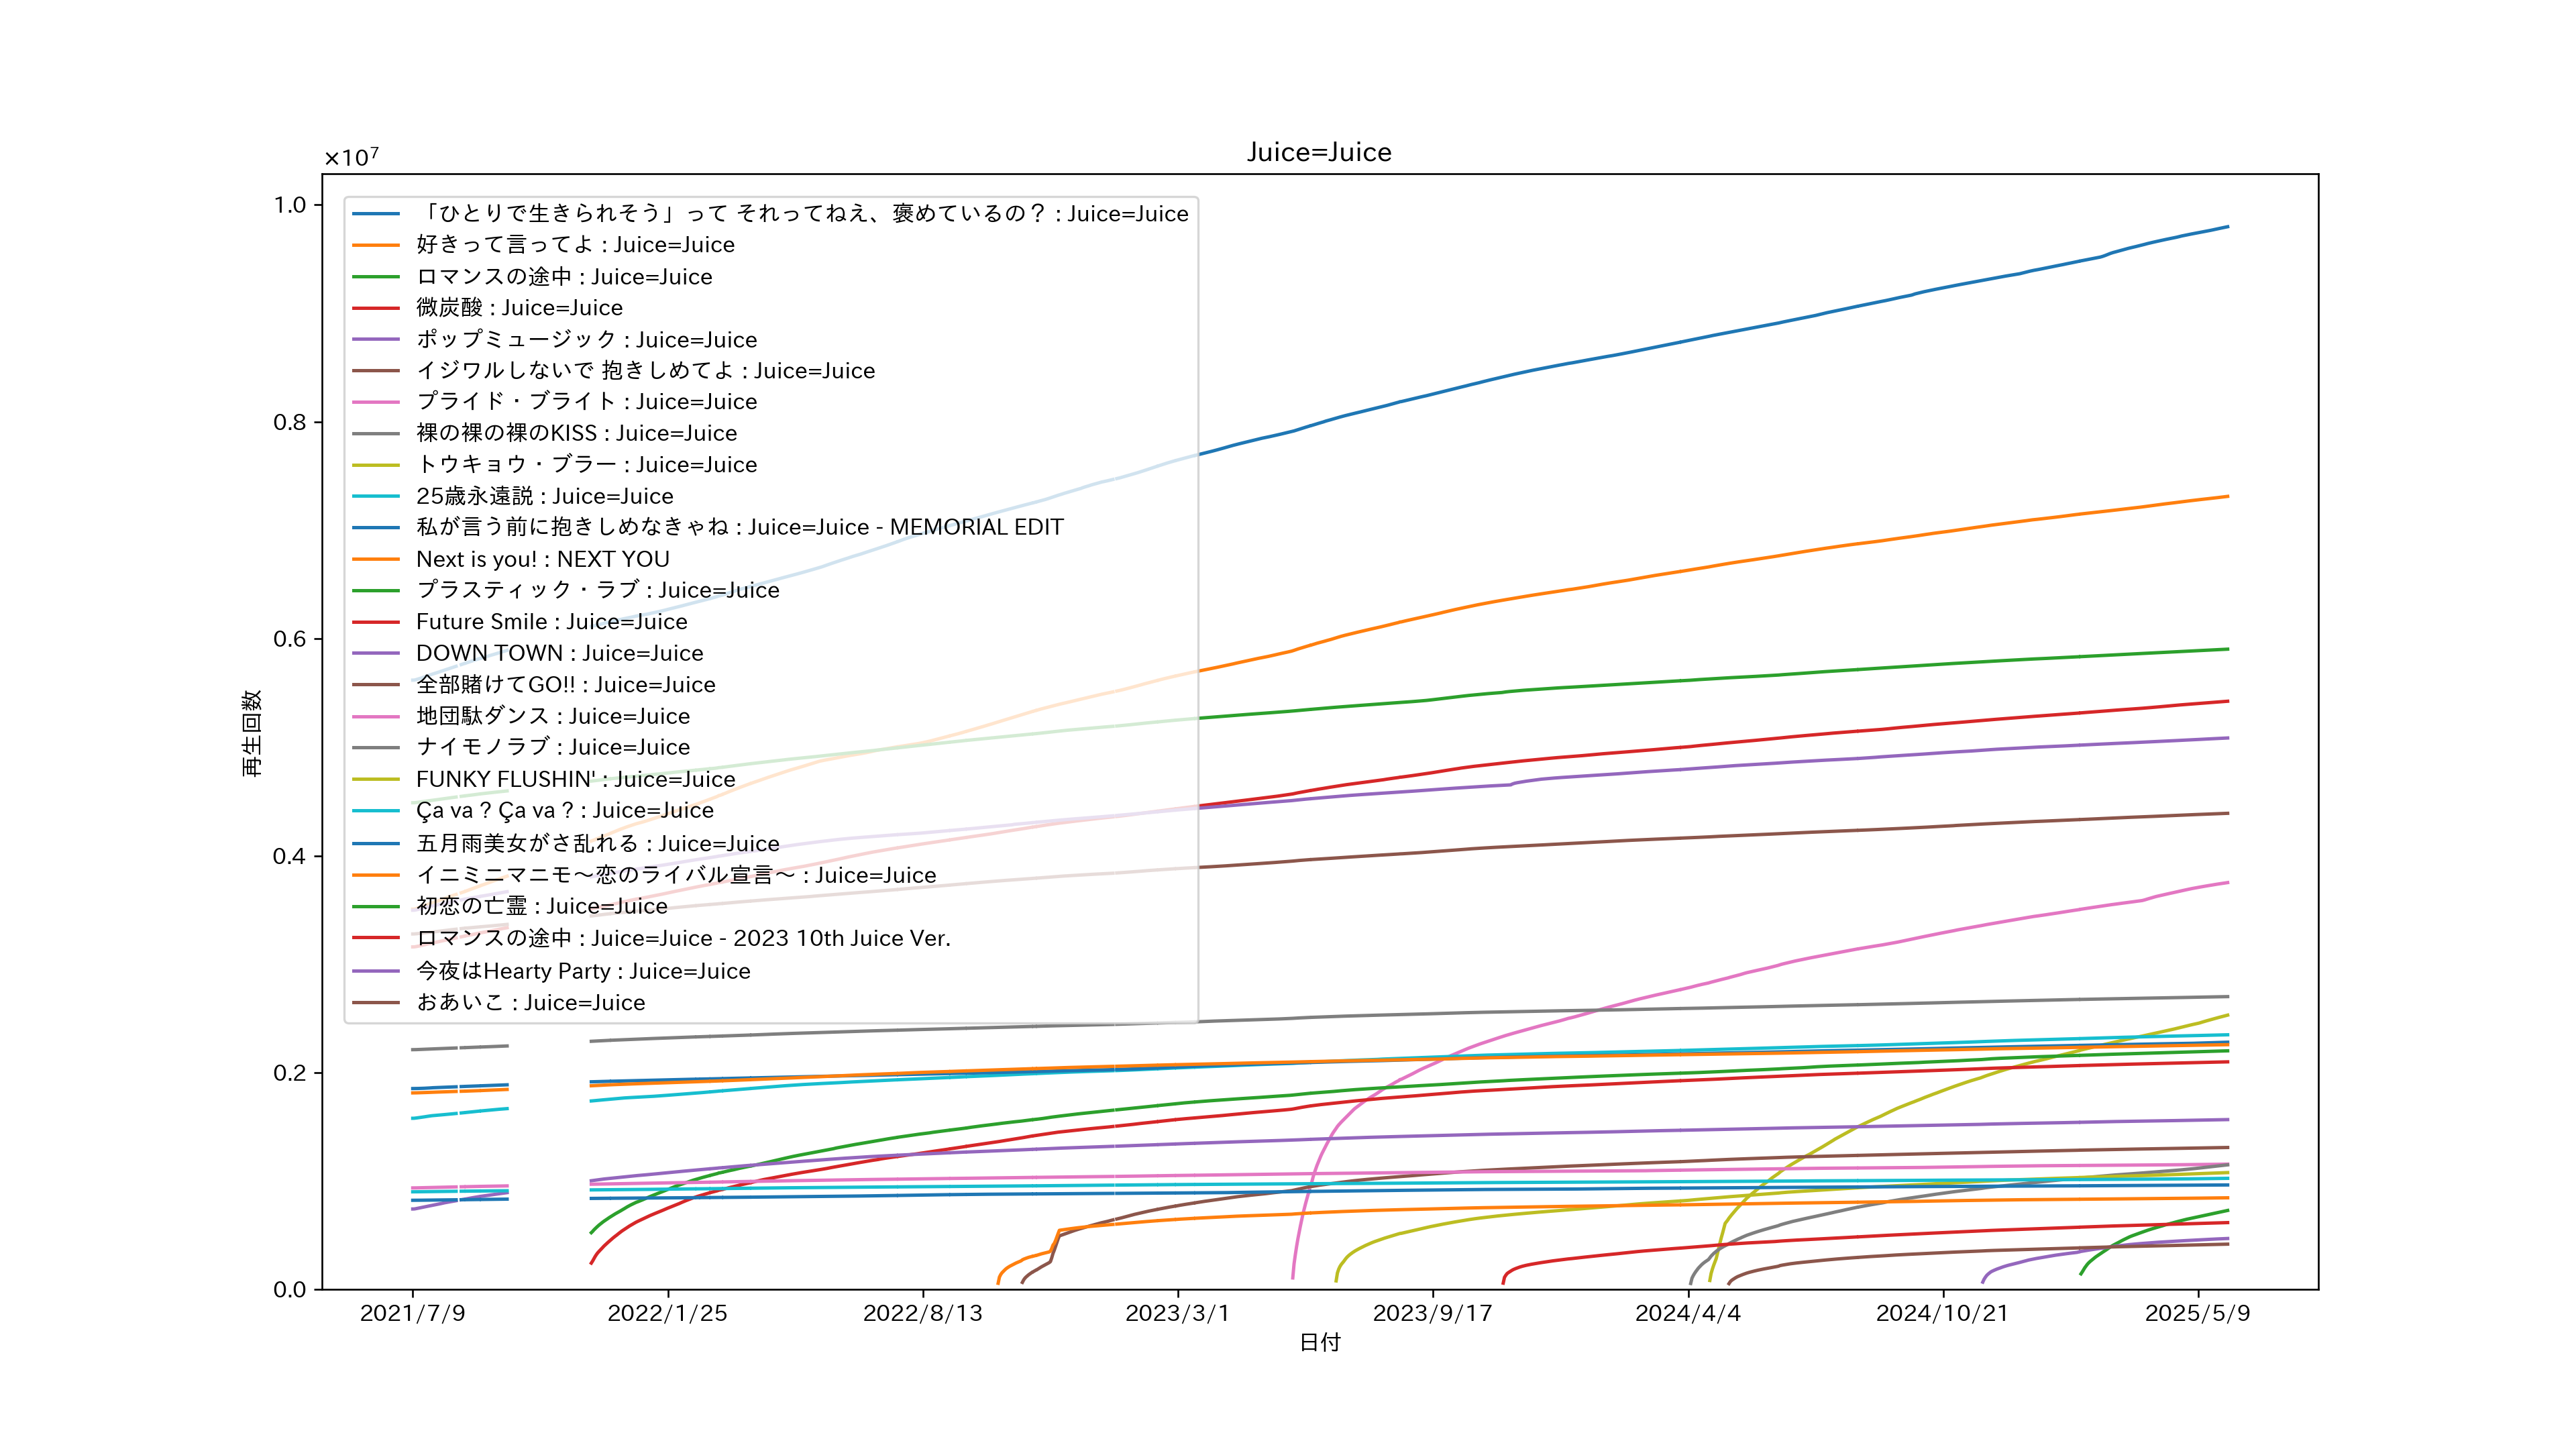 Juice=Juice
×10⁷
1.0
0.8
0.6
0.4
0.2
0.0
再生回数
「ひとりで生きられそう」って それってねえ、褒めているの？ : Juice=Juice
好きって言ってよ : Juice=Juice
ロマンスの途中 : Juice=Juice
微炭酸 : Juice=Juice
ポップミュージック : Juice=Juice
イジワルしないで 抱きしめてよ : Juice=Juice
プライド・ブライト : Juice=Juice
裸の裸の裸のKISS : Juice=Juice
トウキョウ・ブラー : Juice=Juice
25歳永遠説 : Juice=Juice
私が言う前に抱きしめなきゃね : Juice=Juice - MEMORIAL EDIT
Next is you! : NEXT YOU
プラスティック・ラブ : Juice=Juice
Future Smile : Juice=Juice
DOWN TOWN : Juice=Juice
全部賭けてGO!! : Juice=Juice
地団駄ダンス : Juice=Juice
ナイモノラブ : Juice=Juice
FUNKY FLUSHIN' : Juice=Juice
Ça va ? Ça va ? : Juice=Juice
五月雨美女がさ乱れる : Juice=Juice
イニミニマニモ～恋のライバル宣言～ : Juice=Juice
初恋の亡霊 : Juice=Juice
ロマンスの途中 : Juice=Juice - 2023 10th Juice Ver.
今夜はHearty Party : Juice=Juice
おあいこ : Juice=Juice
2021/7/9 2022/1/25 2022/8/13 2023/3/1 2023/9/17 2024/4/4 2024/10/21 2025/5/9
日付